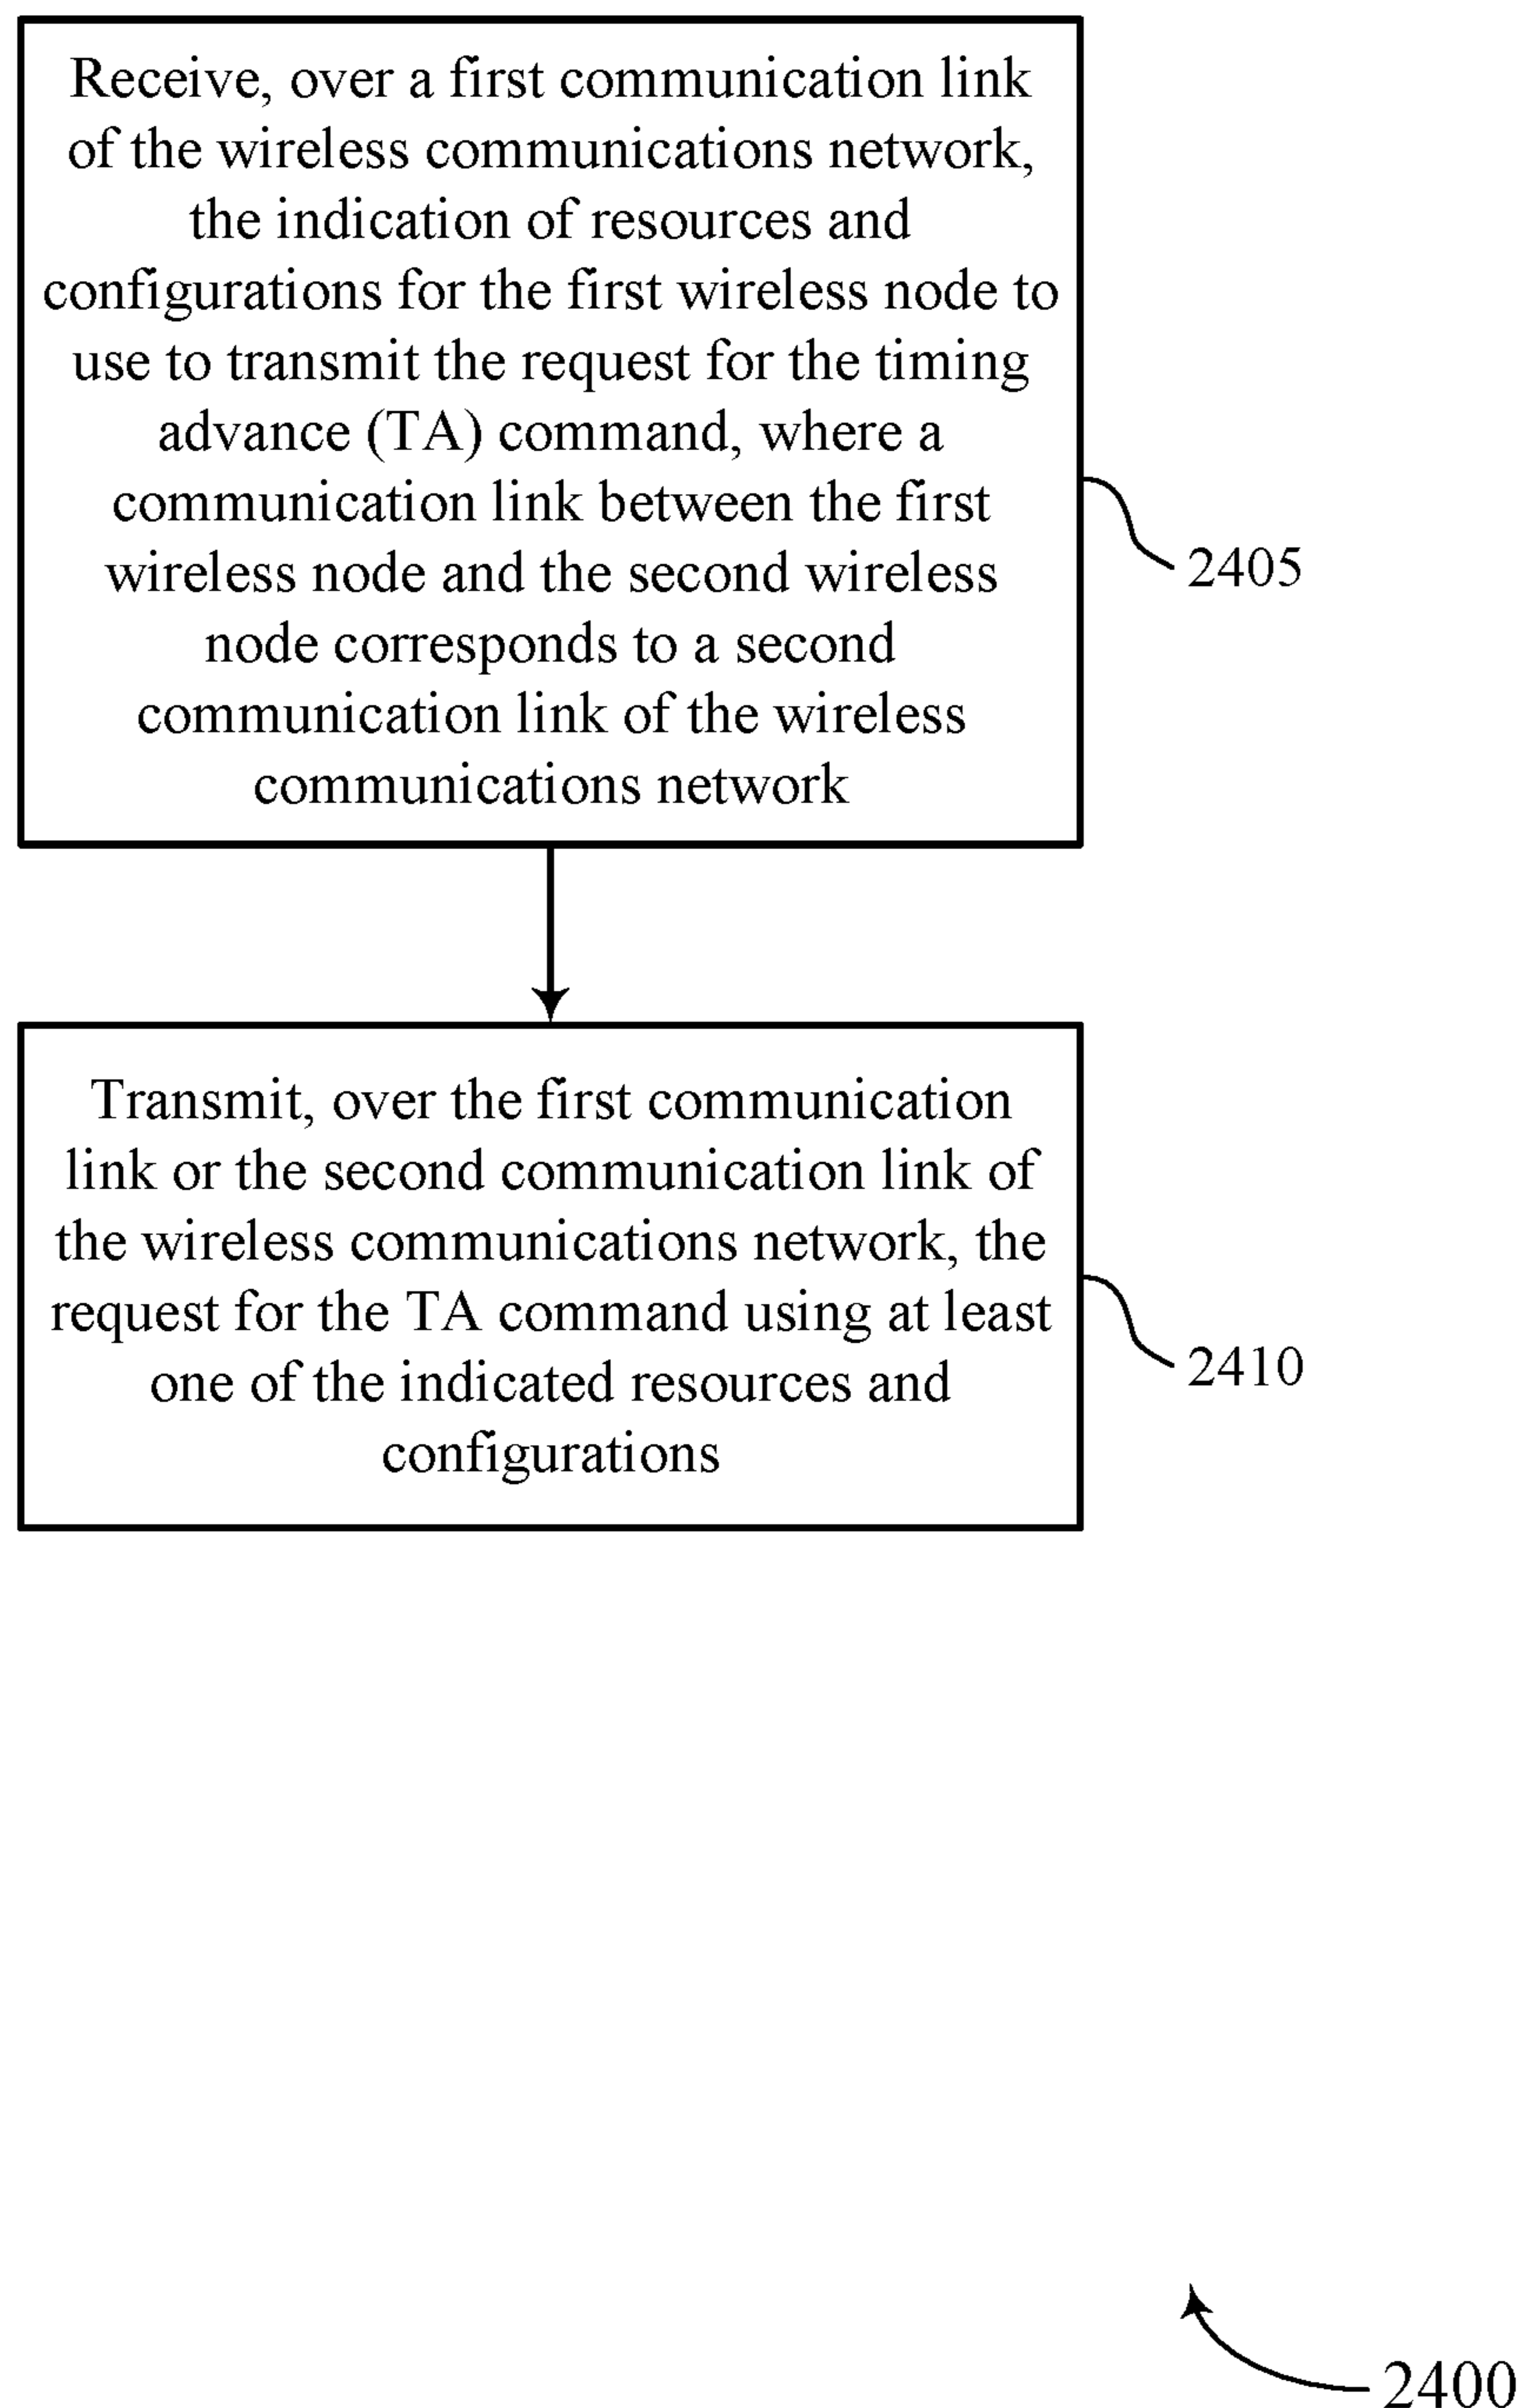 Receive, over a first communication link
of the wireless communications network,
the indication of resources and
configurations for the first wireless node to
use to transmit the request for the timing
advance (TA) command, where a
communication link between the first
wireless node and the second wireless
node corresponds to a second
communication link of the wireless
communications network
2405
Transmit, over the first communication
link or the second communication link of
the wireless communications network, the
request for the TA command using at least
one of the indicated resources and
configurations
2410
2400